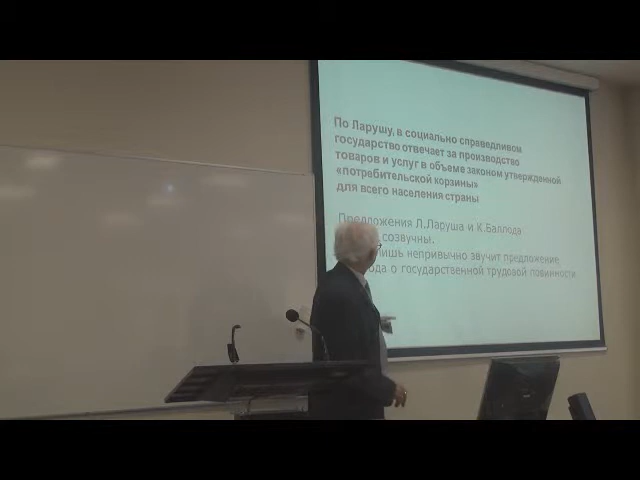 По Ларушу, в социально справедливом
государство отвечает за производство
товаров и услуг в объеме законом утвержденной
«потребительской корзины»
для всего населения страны
Предложения Л.Ларуша и К.Баллода
созвучны.
лишь непривычно звучит предложение
о государственной трудовой повинности